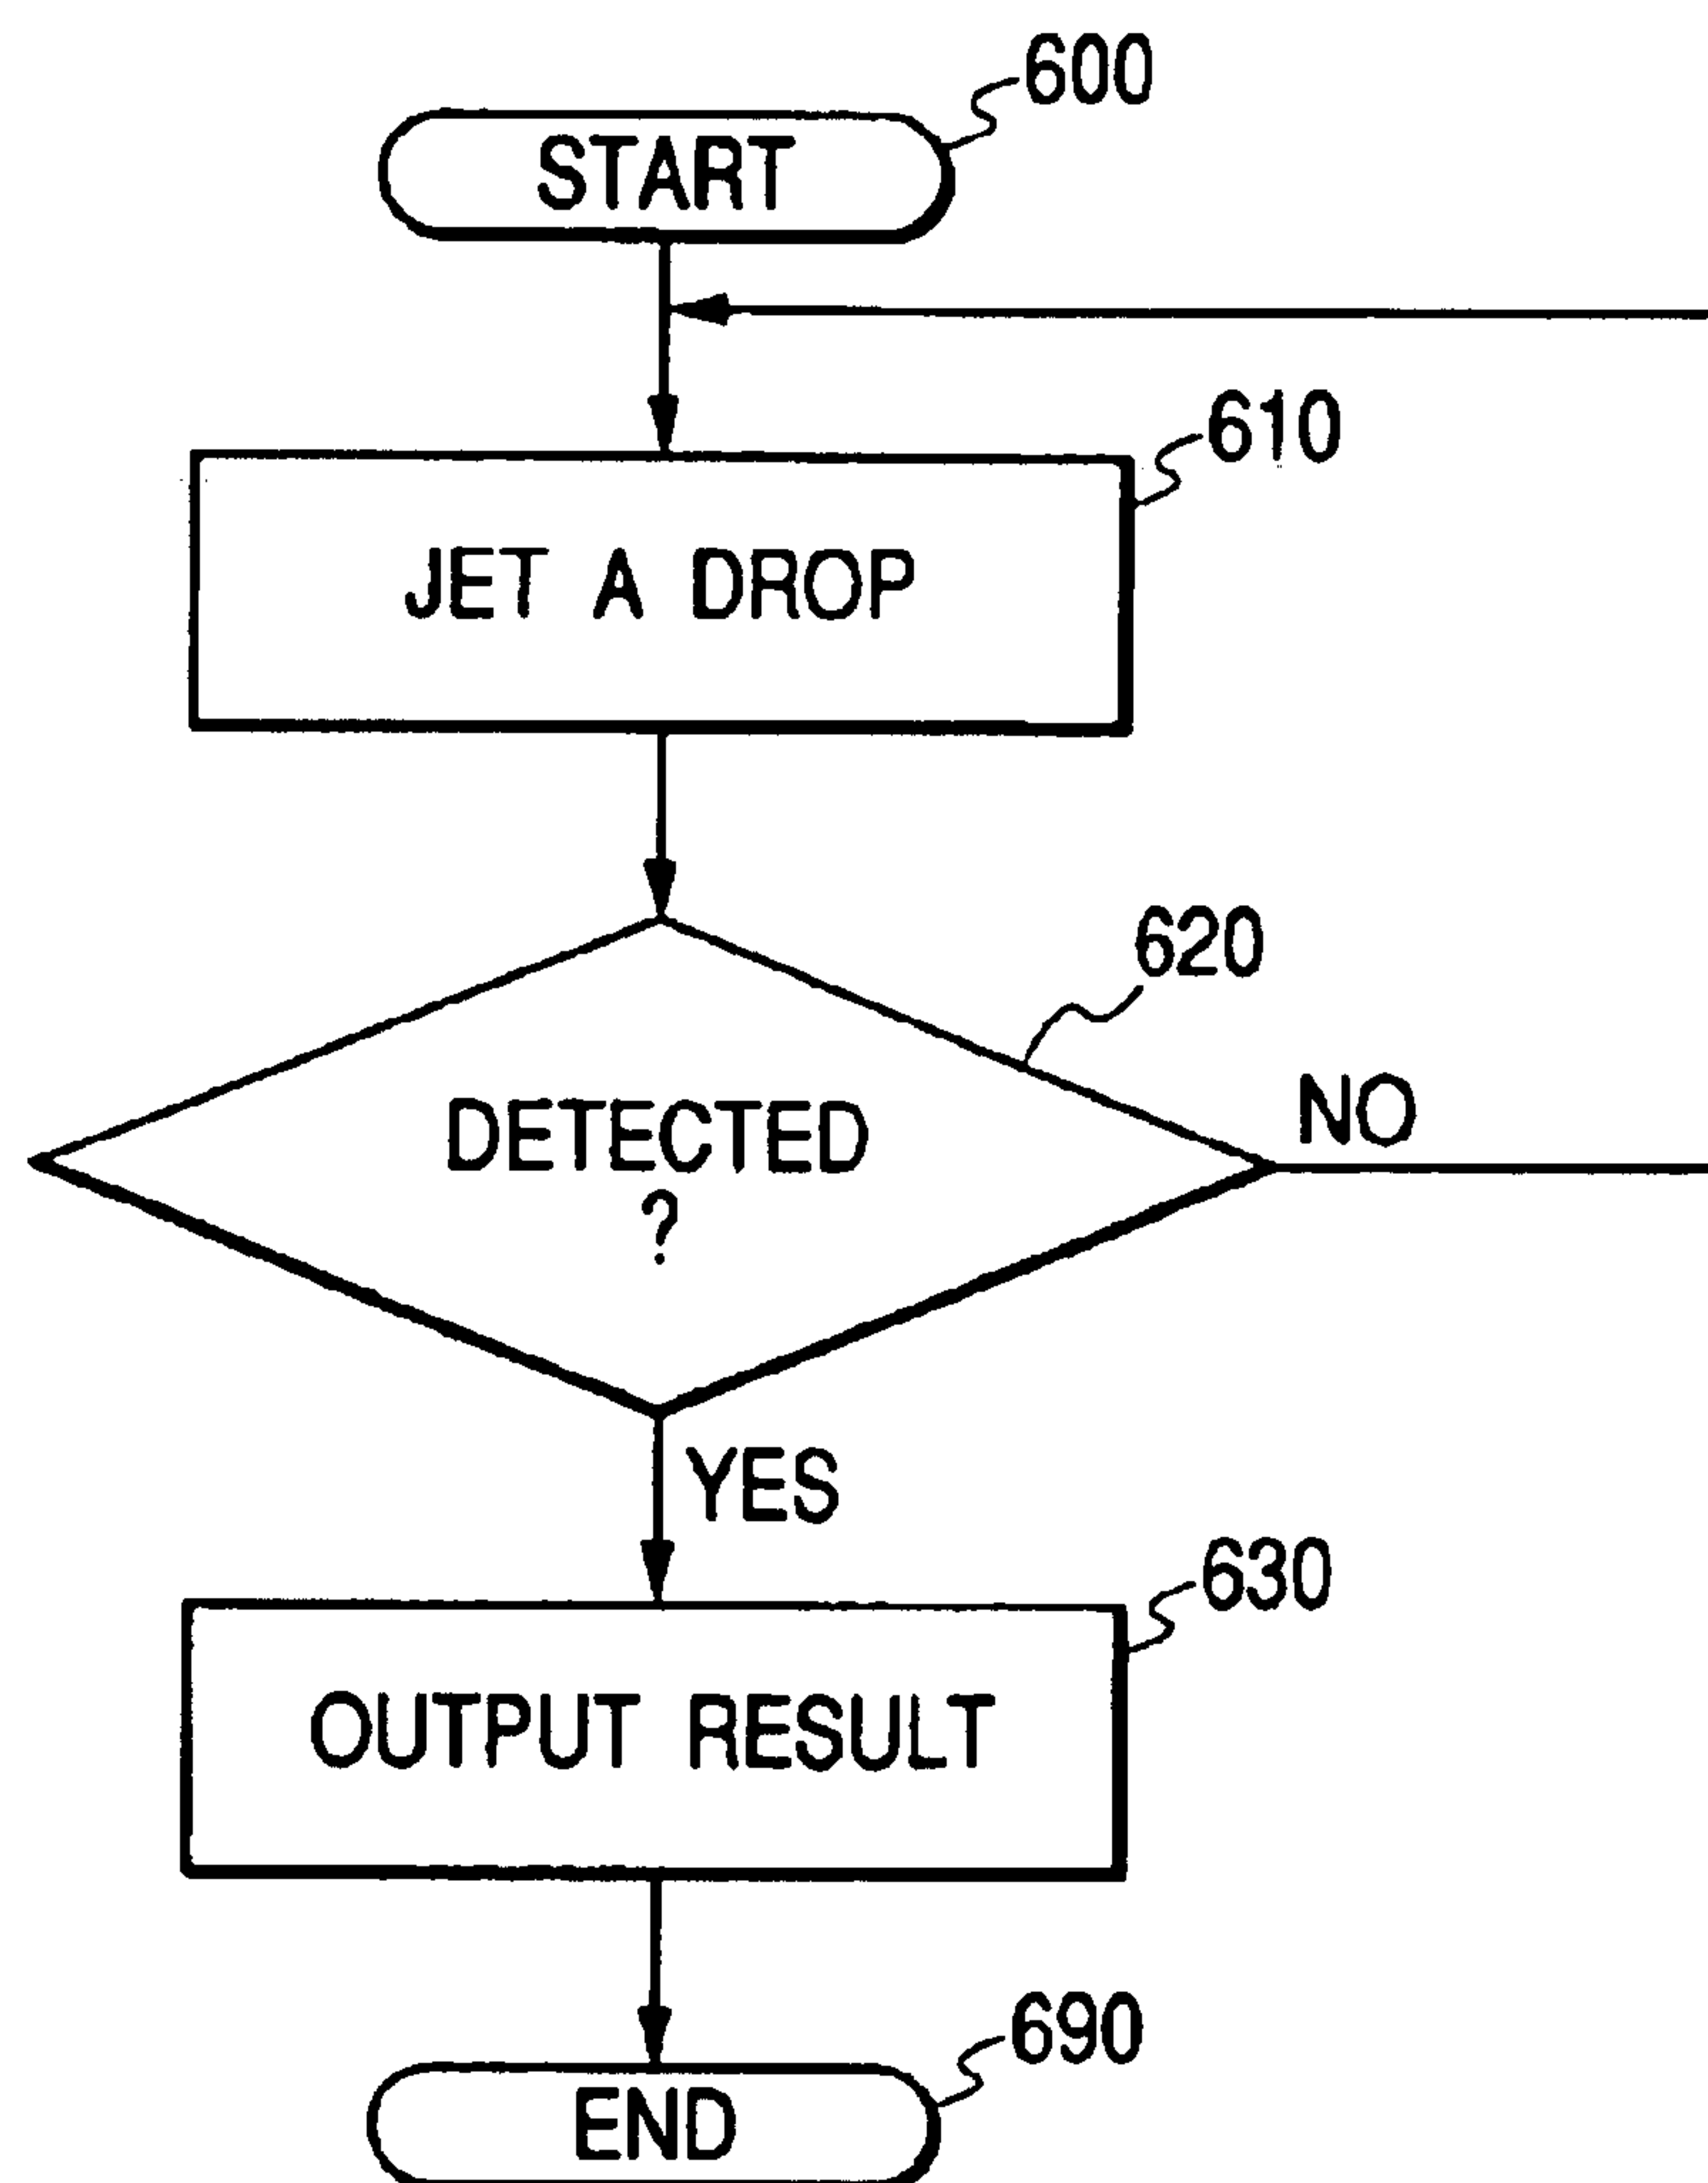 600
START
610
JET A DROP
620
DETECTED
?
NO
YES
630
OUTPUT RESULT
690
END